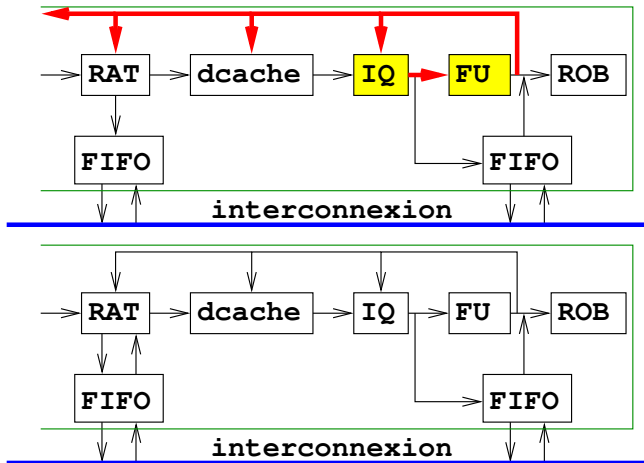 RAT dcache IQ FU ROB
FIFO FIFO
interconnexion
RAT dcache IQ FU ROB
FIFO FIFO
interconnexion